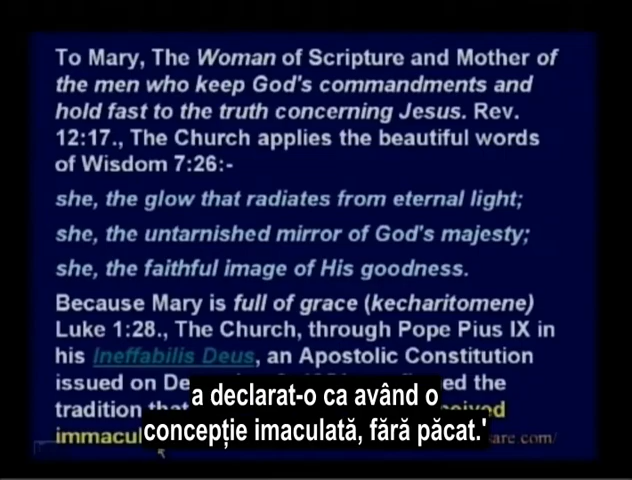 To Mary, The Woman of Scripture and Mother of
the men who keep God's commandments and
hold fast to the truth concerning Jesus. Rev.
12:17., The Church applies the beautiful words
of Wisdom 7:26:-
she, the glow that radiates from eternal light;
she, the untarnished mirror of God's majesty;
she, the faithful image of His goodness.
Because Mary is full of grace (kecharitomene)
Luke 1:28., The Church, through Pope Pius IX in
his Ineffabilis Deus, an Apostolic Constitution
issued on the
tradition
a declarat-o ca având o
concepție imaculată, fără păcat.'